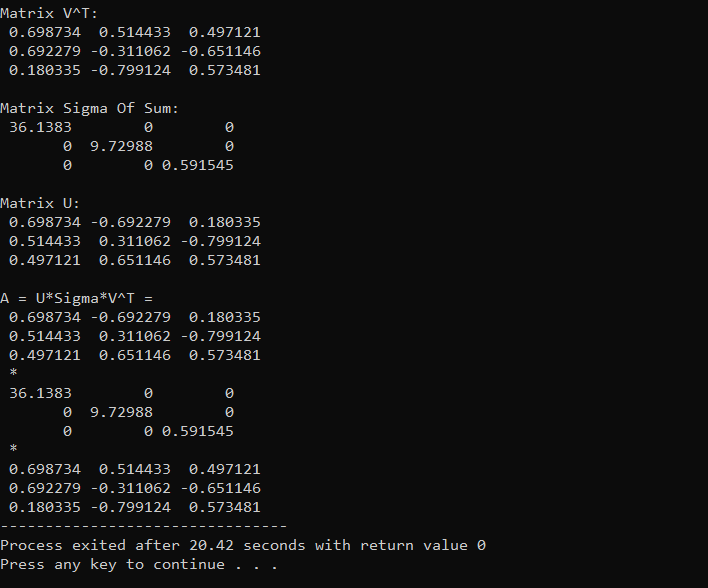 Matrix V^T:
 0.698734  0.514433  0.497121
 0.692279 -0.311062 -0.651146
 0.180335 -0.799124  0.573481

Matrix Sigma Of Sum:
 36.1383        0        0
       0  9.72988        0
       0        0 0.591545

Matrix U:
 0.698734 -0.692279  0.180335
 0.514433  0.311062 -0.799124
 0.497121  0.651146  0.573481

A = U*Sigma*V^T =
 0.698734 -0.692279  0.180335
 0.514433  0.311062 -0.799124
 0.497121  0.651146  0.573481
 *
 36.1383        0        0
       0  9.72988        0
       0        0 0.591545
 *
 0.698734  0.514433  0.497121
 0.692279 -0.311062 -0.651146
 0.180335 -0.799124  0.573481
--------------------------------
Process exited after 20.42 seconds with return value 0
Press any key to continue . . .